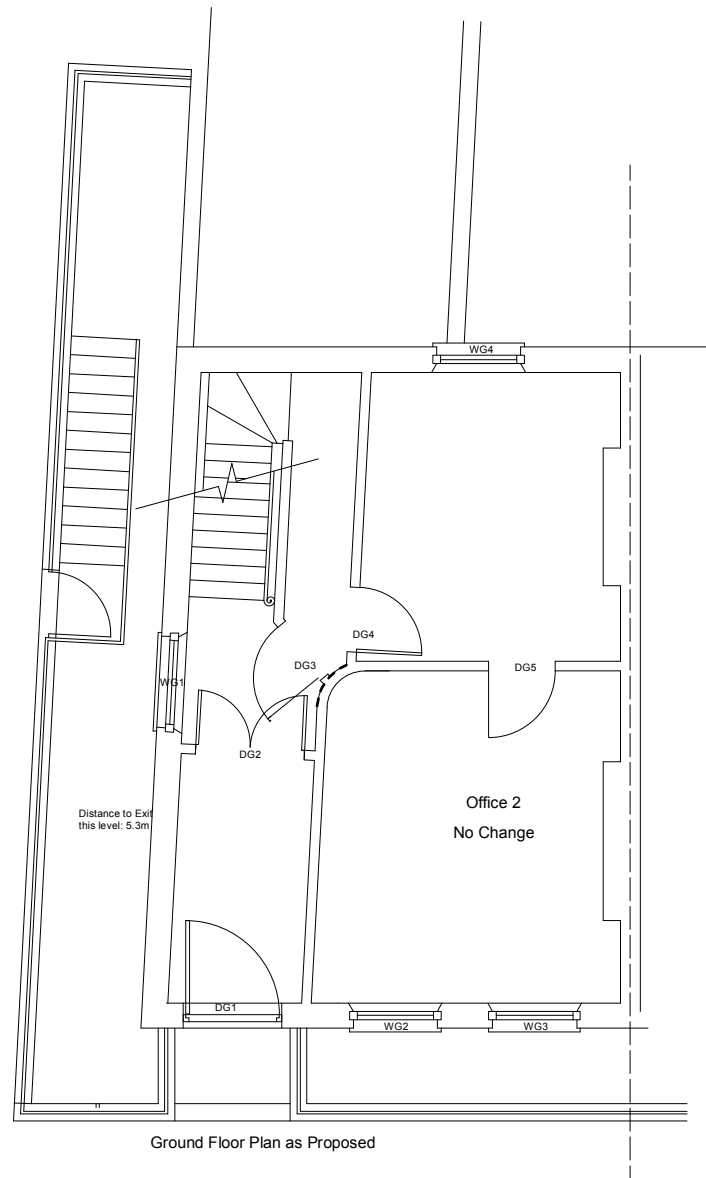 WG4
DG4
DG3
DG5
WG1
DG2
Office 2
No Change
Distance to Exit
this level: 5.3m
DG1
WG2
WG3
Ground Floor Plan as Proposed